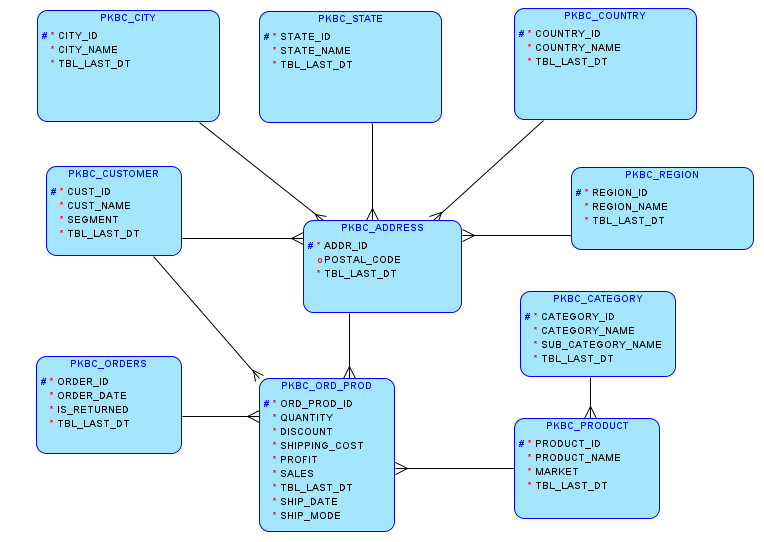 PKBC_CITY
# * CITY_ID
* CITY_NAME
* TBL_LAST_DT
PKBC_STATE
# * STATE_ID
* STATE_NAME
* TBL_LAST_DT
PKBC_COUNTRY
# * COUNTRY_ID
* COUNTRY_NAME
* TBL_LAST_DT
PKBC_CUSTOMER
# * CUST_ID
* CUST_NAME
* SEGMENT
* TBL_LAST_DT
PKBC_REGION
# * REGION_ID
* REGION_NAME
* TBL_LAST_DT
PKBC_ADDRESS
# * ADDR_ID
o POSTAL_CODE
* TBL_LAST_DT
PKBC_CATEGORY
# * CATEGORY_ID
* CATEGORY_NAME
* SUB_CATEGORY_NAME
* TBL_LAST_DT
PKBC_ORDERS
# * ORDER_ID
* ORDER_DATE
* IS_RETURNED
* TBL_LAST_DT
PKBC_ORD_PROD
# * ORD_PROD_ID
* QUANTITY
* DISCOUNT
* SHIPPING_COST
* PROFIT
* SALES
* TBL_LAST_DT
* SHIP_DATE
* SHIP_MODE
PKBC_PRODUCT
# * PRODUCT_ID
* PRODUCT_NAME
* MARKET
* TBL_LAST_DT